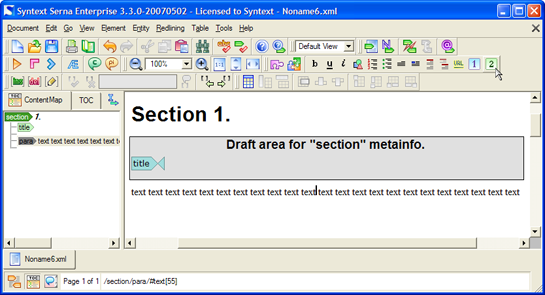 Syntext Serna Enterprise 3.3.0-20070502 - Licensed to Syntext - Noname6.xml
Document Edit Go View Insert Element Etext Redlining Table Tools Help
Default View
100%
b u i URL 1 2
ContentMap TOC
section 1.
title
para text text text text text text t
Section 1.
Draft area for "section" metainfo.
title
text text text text text text text text text text text text text text text text text text text text text text text
Noname6.xml
TOC Page 1 of 1 /section/para/#text[55]